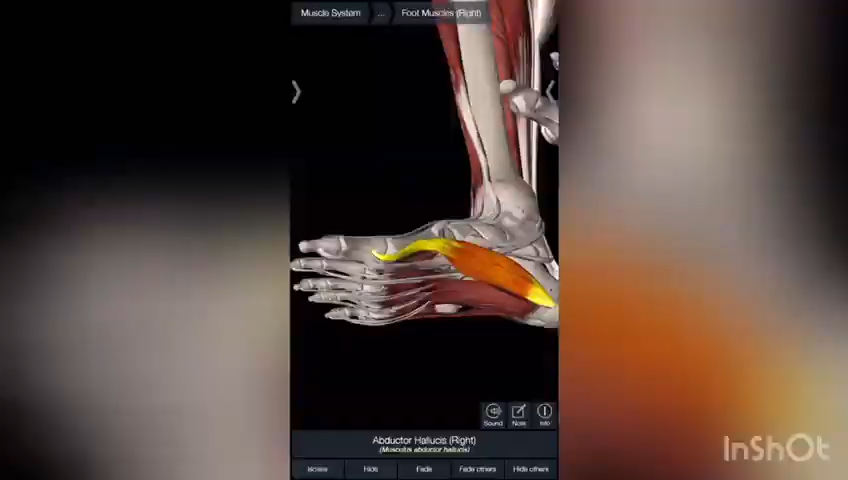 Muscle System
...
Foot Muscles (Right)
Sound
Note
Info
Abductor Hallucis (Right)
(Musculus abductor hallucis)
Isolate
Hide
Fade
Fade others
Hide others
InShOt